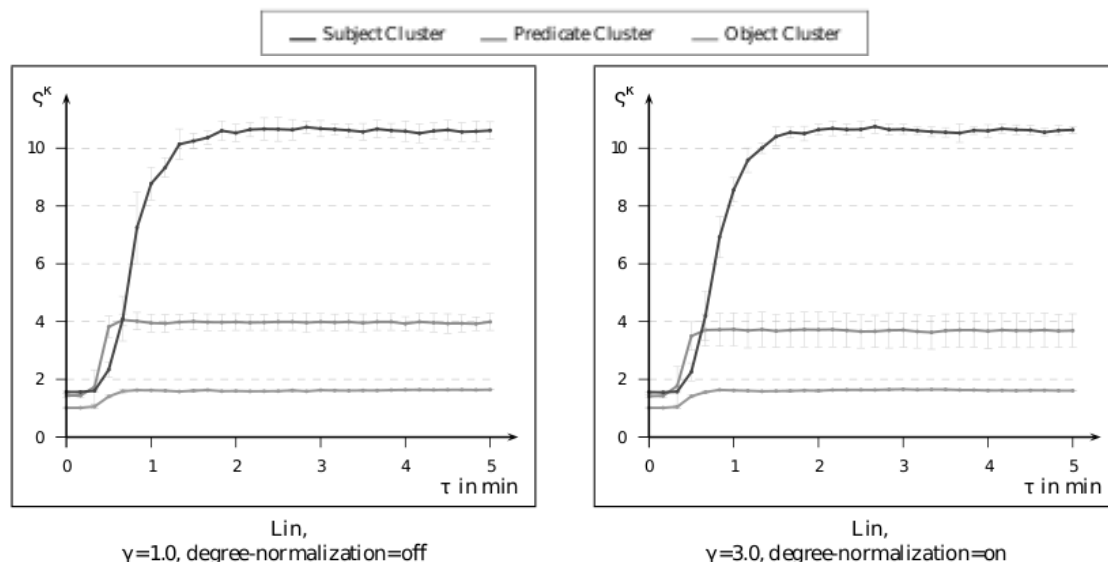 Subject Cluster Predicate Cluster Object Cluster
ςκ
10
8
6
4
2
0
0 1 2 3 4 5
τ in min
Lin,
γ=1.0, degree-normalization=off
ςκ
10
8
6
4
2
0
0 1 2 3 4 5
τ in min
Lin,
γ=3.0, degree-normalization=on